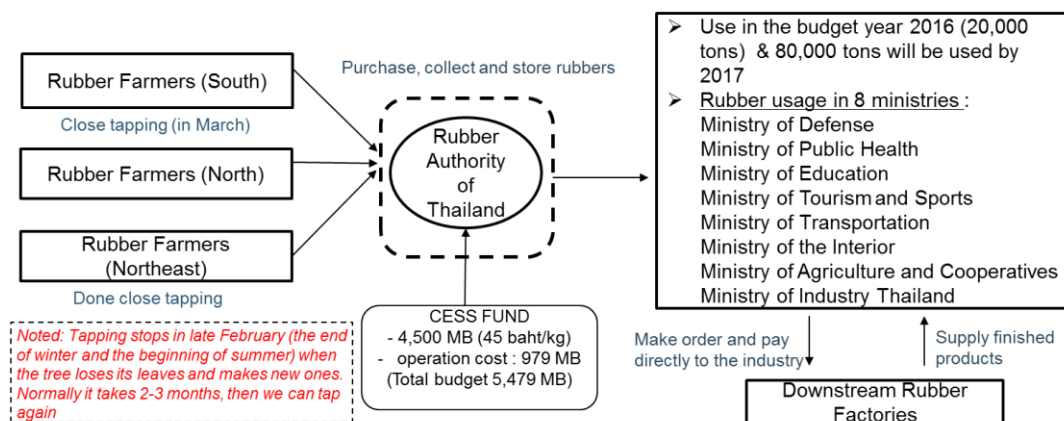 Rubber Farmers (South)
Close tapping (in March)
Rubber Farmers (North)
Rubber Farmers
(Northeast)
Done close tapping
Noted: Tapping stops in late February (the end
of winter and the beginning of summer) when
the tree loses its leaves and makes new ones.
Normally it takes 2-3 months, then we can tap
again
Purchase, collect and store rubbers
Rubber
Authority
of
Thailand
CESS FUND
- 4,500 MB (45 baht/kg)
- operation cost : 979 MB
(Total budget 5,479 MB)
➢ Use in the budget year 2016 (20,000
tons) & 80,000 tons will be used by
2017
➢ Rubber usage in 8 ministries :
Ministry of Defense
Ministry of Public Health
Ministry of Education
Ministry of Tourism and Sports
Ministry of Transportation
Ministry of the Interior
Ministry of Agriculture and Cooperatives
Ministry of Industry Thailand
Make order and pay
directly to the industry
Supply finished
products
Downstream Rubber
Factories